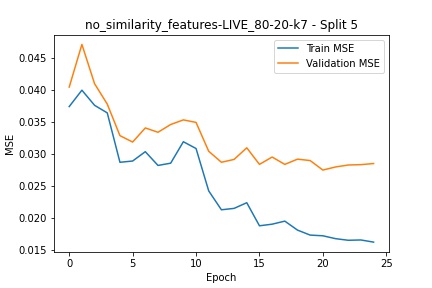 no_similarity_features-LIVE_80-20-k7 - Split 5
Train MSE
Validation MSE
MSE
0.045
0.040
0.035
0.030
0.025
0.020
0.015
0 5 10 15 20 25
Epoch